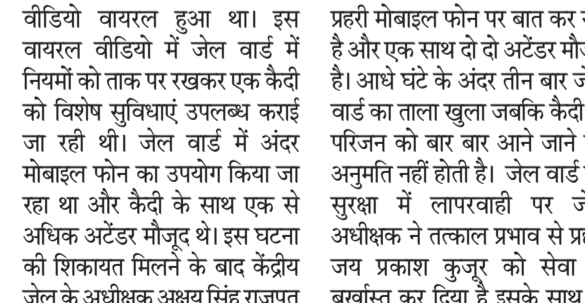 वीडियो वायरल हुआ था। इस
वायरल वीडियो में जेल वार्ड में
नियमों को ताक पर रखकर एक कैदी
को विशेष सुविधाएं उपलब्ध कराई
जा रही थी। जेल वार्ड में अंदर
मोबाइल फोन का उपयोग किया जा
रहा था और कैदी के साथ एक से
अधिक अटेंडर मौजूद थे। इस घटना
की शिकायत मिलने के बाद केंद्रीय
जेल के अधीक्षक अक्षय सिंह राजपूत
प्रहरी मोबाइल फोन पर बात कर
है और एक साथ दो दो अटेंडर
है। आधे घंटे के अंदर तीन बार
वार्ड का ताला खुला जबकि कैदी
परिजन को बार बार आने जाने
अनुमति नहीं होती है। जेल वार्ड
सुरक्षा में लापरवाही पर
अधीक्षक ने तत्काल प्रभाव से
जय प्रकाश कुजूर को सेवा
बर्खास्त कर दिया है इसके साथ